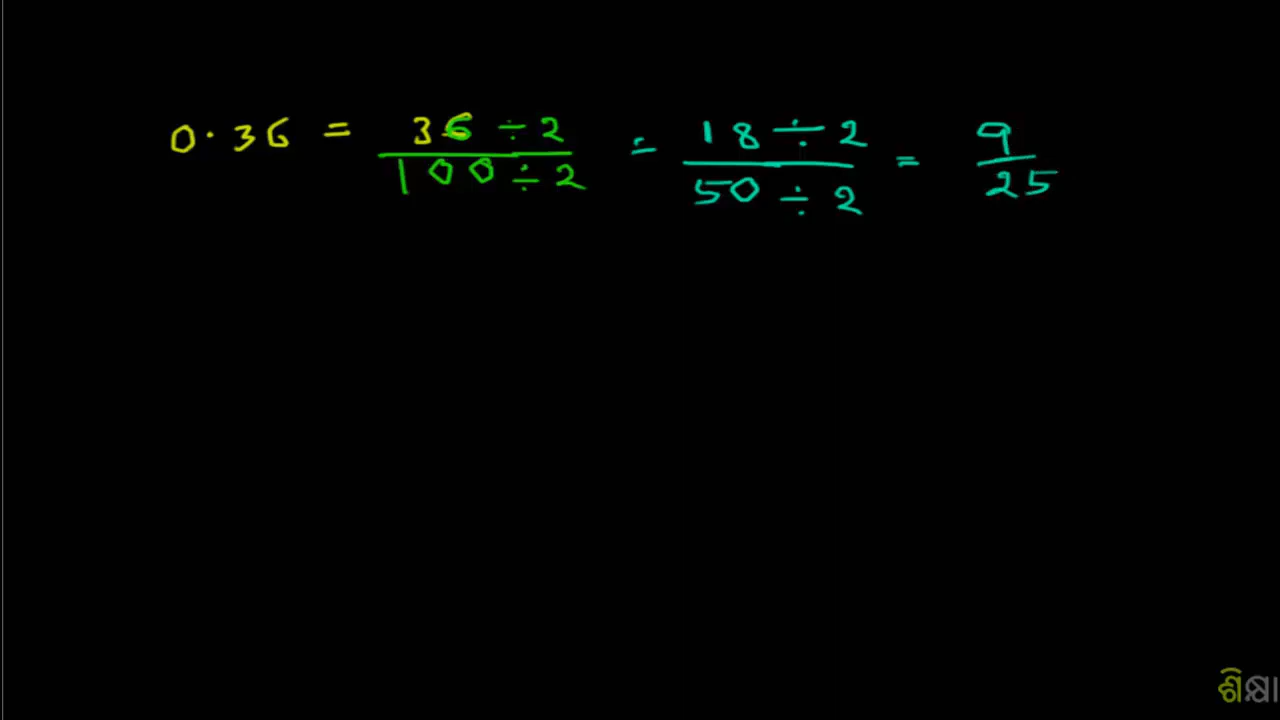 0.36 = 36 ÷ 2 / 100 ÷ 2 = 18 ÷ 2 / 50 ÷ 2 = 9 / 25
ଶିକ୍ଷା